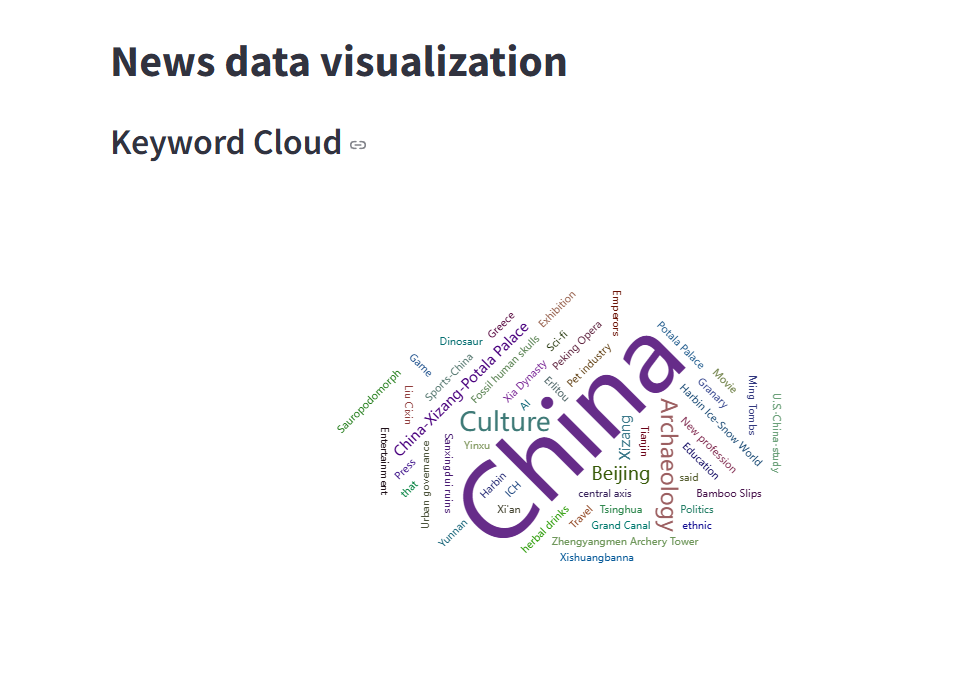 News data visualization
Keyword Cloud
Emperors
Exhibition
Greece
Potala Palace
Dinosaur
Sci-fi
Peking Opera
China-Xizang-Potala Palace
Fossil human skulls
Game
Sports-China
Pet industry
Xia Dynasty
Erlitou
AI
Movie
Granary
Harbin Ice-Snow World
Ming Tombs
U.S.-China-study
Sauropodomorph
Liu Cixin
China
Culture
Archaeology
Xizang
Tianjin
New profession
Education
Entertainment
Urban governance
Sanxingdui ruins
Yinxu
Press
that
Harbin
ICH
Beijing
said
central axis
Bamboo Slips
Xi'an
Travel
Tsinghua
Politics
Yunnan
herbal drinks
Grand Canal
ethnic
Zhengyangmen Archery Tower
Xishuangbanna